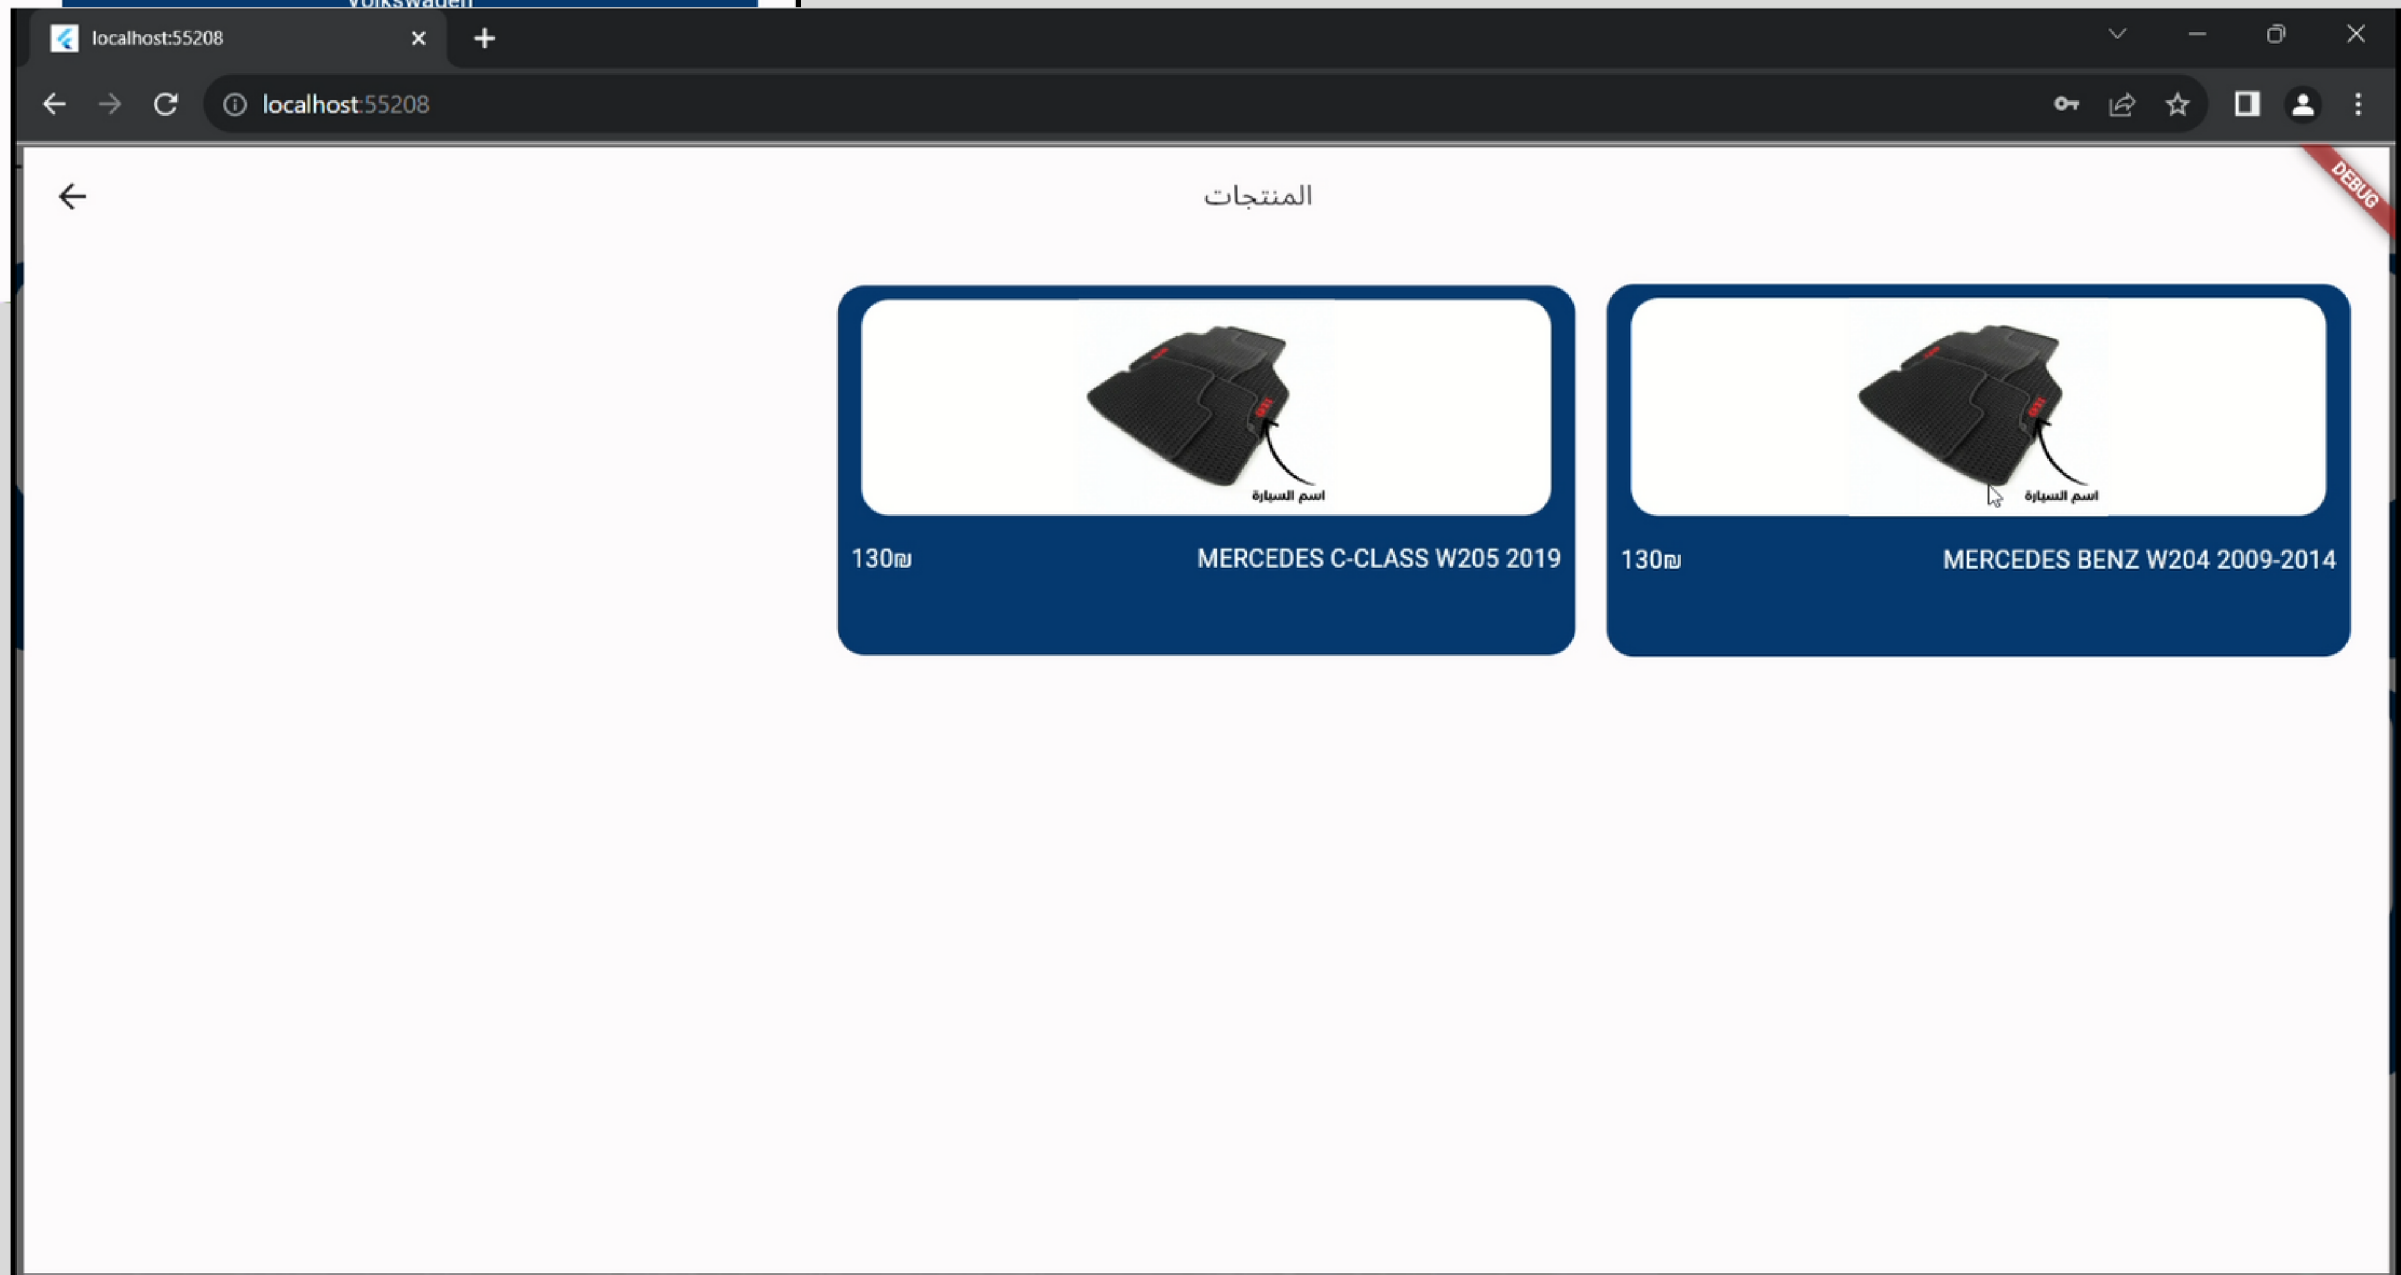 Volkswagen
localhost:55208
localhost:55208
DEBUG
المنتجات
اسم السيارة
MERCEDES BENZ W204 2009-2014
130₪
اسم السيارة
MERCEDES C-CLASS W205 2019
130₪